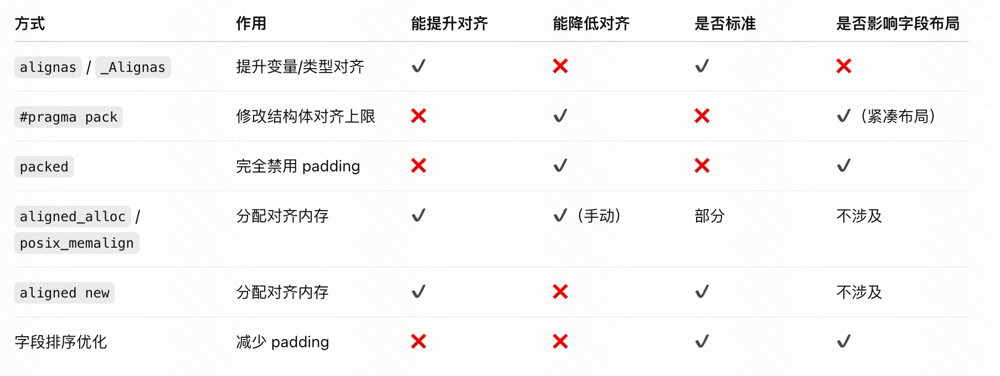 方式 作用 能提升对齐 能降低对齐 是否标准 是否影响字段布局
alignas / _Alignas 提升变量/类型对齐 ✔ ❌ ✔ ❌
#pragma pack 修改结构体对齐上限 ❌ ✔ ❌ ✔（紧凑布局）
packed 完全禁用 padding ❌ ✔ ❌ ✔
aligned_alloc / 分配对齐内存 ✔ ✔（手动） 部分 不涉及
posix_memalign
aligned new 分配对齐内存 ✔ ❌ ✔ 不涉及
字段排序优化 减少 padding ❌ ❌ ✔ ✔